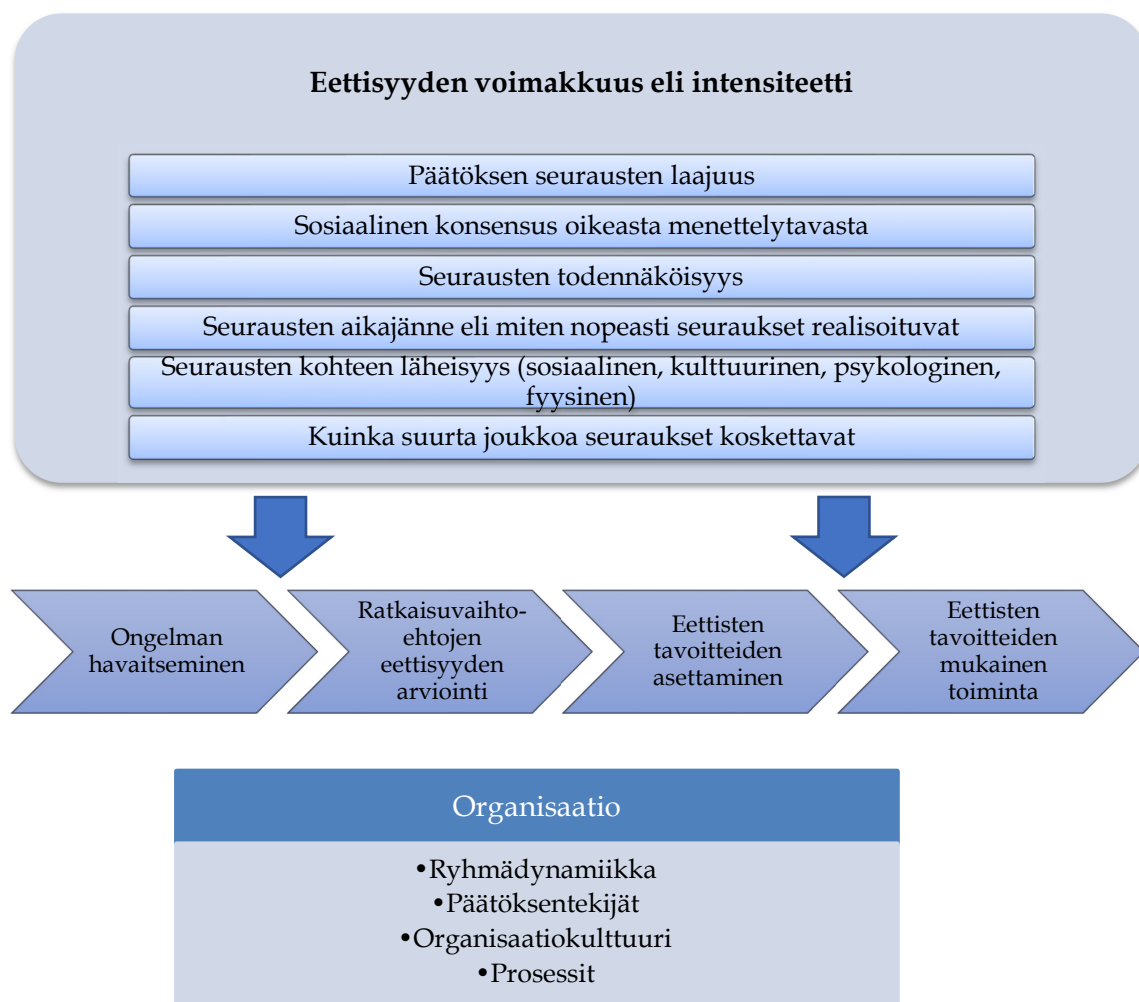 Eettisyyden voimakkuus eli intensiteetti
Päätöksen seurausten laajuus
Sosiaalinen konsensus oikeasta menettelytavasta
Seurausten todennäköisyys
Seurausten aikajänne eli miten nopeasti seuraukset realisoituvat
Seurausten kohteen läheisyys (sosiaalinen, kulttuurinen, psykologinen,
fyysinen)
Kuinka suurta joukkoa seuraukset koskettavat
Ongelman
havaitseminen
Ratkaisuvaihto-
ehtojen
eettisyyden
arviointi
Eettisten
tavoitteiden
asettaminen
Eettisten
tavoitteiden
mukainen
toiminta
Organisaatio
•Ryhmädynamiikka
•Päätöksentekijät
•Organisaatiokulttuuri
•Prosessit